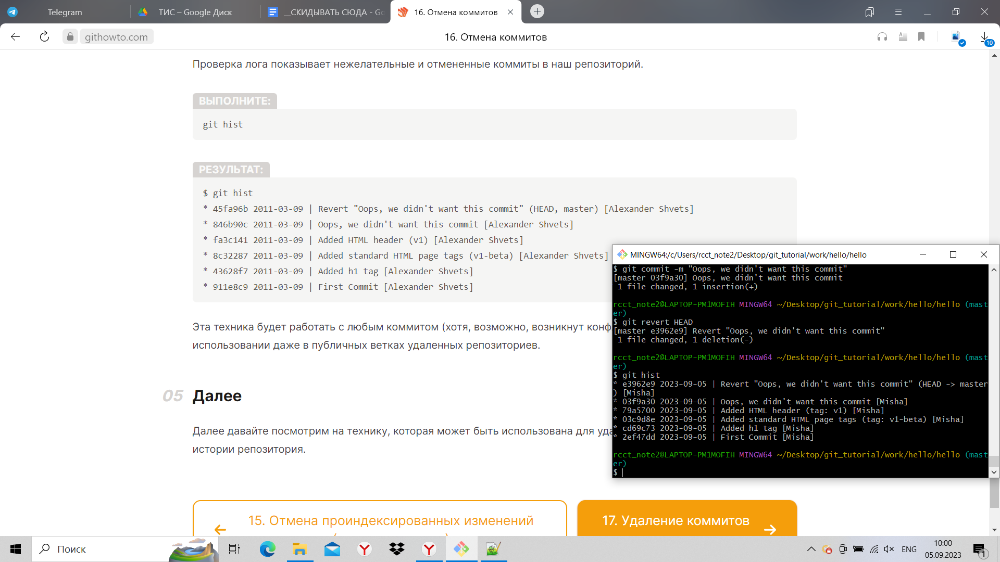 Telegram
ТИС – Google Диск
__СКИДЫВАТЬ СЮДА - Go
16. Отмена коммитов
githowto.com
16. Отмена коммитов
10
Проверка лога показывает нежелательные и отмененные коммиты в наш репозиторий.
ВЫПОЛНИТЕ:
git hist
РЕЗУЛЬТАТ:
$ git hist
* 45fa96b 2011-03-09 | Revert "Oops, we didn't want this commit" (HEAD, master) [Alexander Shvets]
* 846b90c 2011-03-09 | Oops, we didn't want this commit [Alexander Shvets]
* fa3c141 2011-03-09 | Added HTML header (v1) [Alexander Shvets]
* 8c32287 2011-03-09 | Added standard HTML page tags (v1-beta) [Alexander Shvets]
* 43628f7 2011-03-09 | Added h1 tag [Alexander Shvets]
* 911e8c9 2011-03-09 | First Commit [Alexander Shvets]
Эта техника будет работать с любым коммитом (хотя, возможно, возникнут конф
использовании даже в публичных ветках удаленных репозиториев.
05 Далее
Далее давайте посмотрим на технику, которая может быть использована для уда
истории репозитория.
15. Отмена проиндексированных изменений
17. Удаление коммитов
MINGW64:/c/Users/rcct_note2/Desktop/git_tutorial/work/hello/hello
$ git commit -m "Oops, we didn't want this commit"
[master 03f9a30] Oops, we didn't want this commit
1 file changed, 1 insertion(+)
rcct_note2@LAPTOP-PM1MOFIH MINGW64 ~/Desktop/git_tutorial/work/hello/hello (mast
er)
$ git revert HEAD
[master e3962e9] Revert "Oops, we didn't want this commit"
1 file changed, 1 deletion(-)
rcct_note2@LAPTOP-PM1MOFIH MINGW64 ~/Desktop/git_tutorial/work/hello/hello (mast
er)
$ git hist
* e3962e9 2023-09-05 | Revert "Oops, we didn't want this commit" (HEAD -> master
) [Misha]
* 03f9a30 2023-09-05 | Oops, we didn't want this commit [Misha]
* 79a5700 2023-09-05 | Added HTML header (tag: v1) [Misha]
* 03c9d8e 2023-09-05 | Added standard HTML page tags (tag: v1-beta) [Misha]
* cd69c73 2023-09-05 | Added h1 tag [Misha]
* 2ef47dd 2023-09-05 | First Commit [Misha]
rcct_note2@LAPTOP-PM1MOFIH MINGW64 ~/Desktop/git_tutorial/work/hello/hello (mast
er)
$
Поиск
ENG
10:00
05.09.2023
1